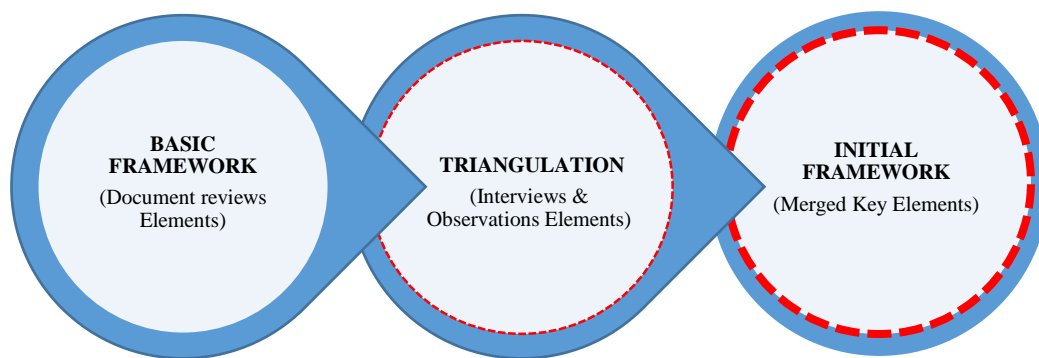 BASIC
FRAMEWORK
(Document reviews
Elements)
TRIANGULATION
(Interviews &
Observations Elements)
INITIAL
FRAMEWORK
(Merged Key Elements)